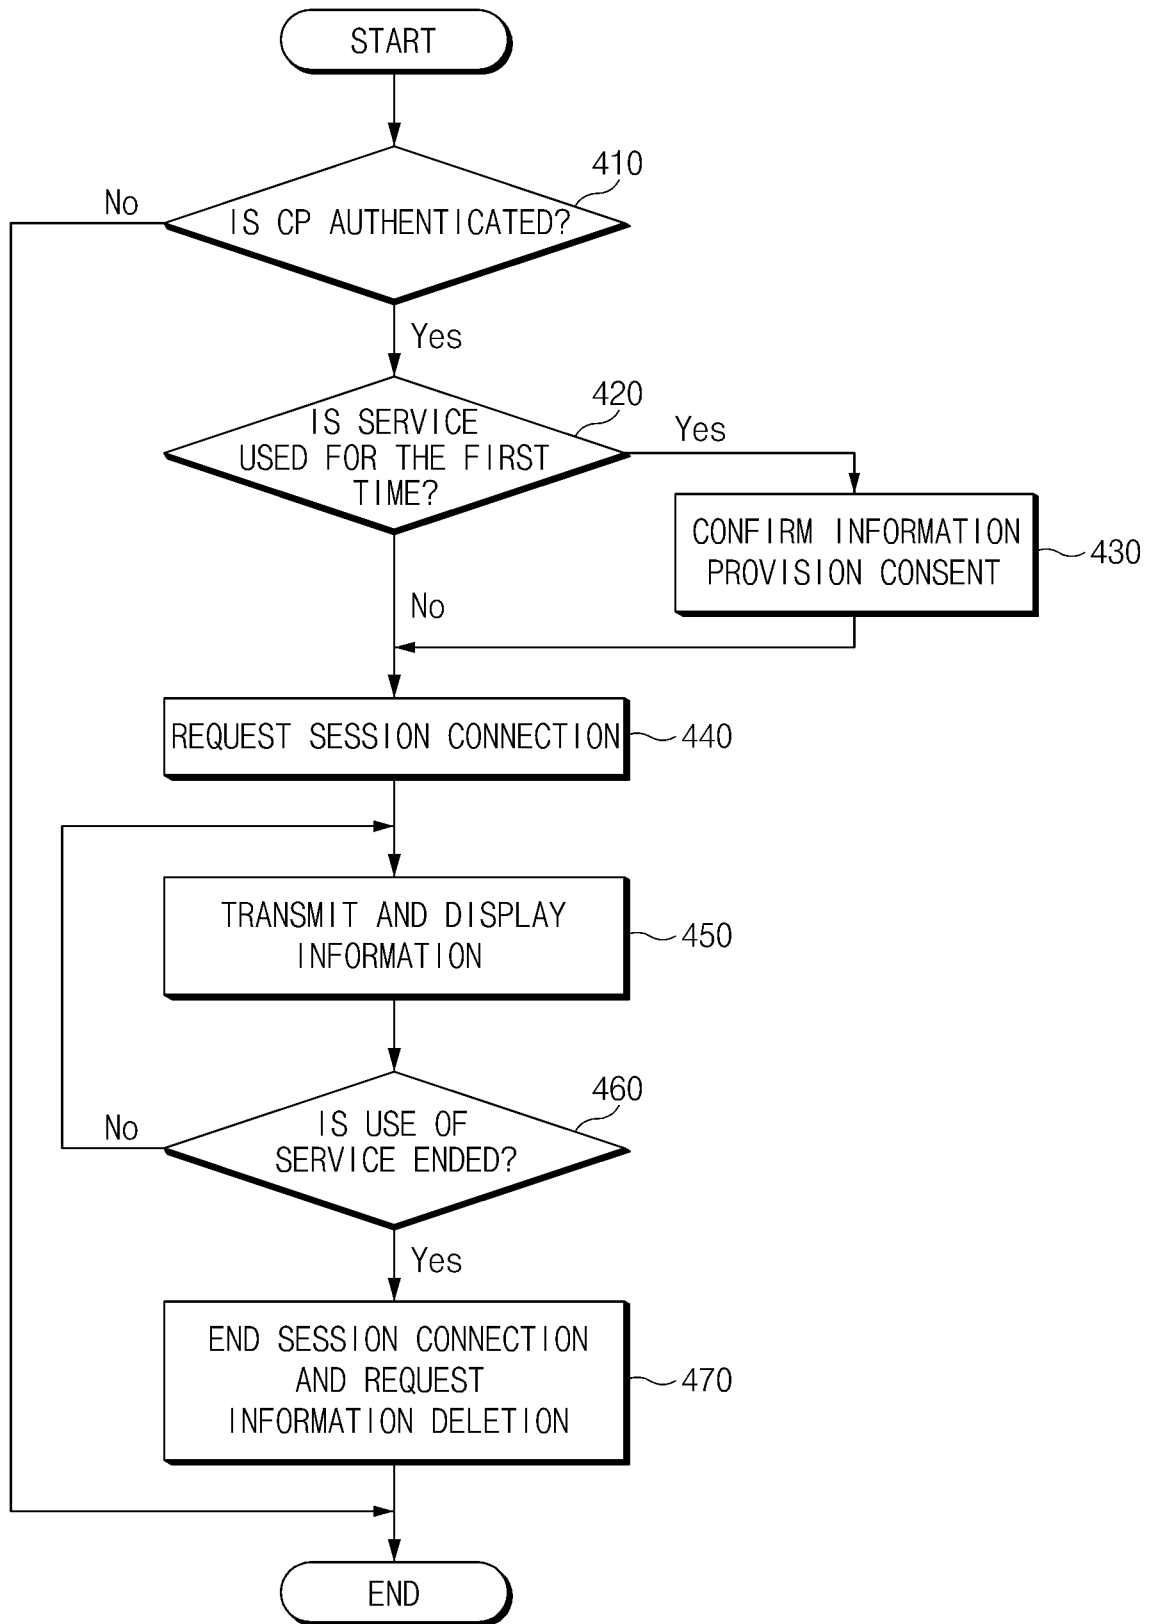 START
410
No
IS CP AUTHENTICATED?
Yes
420
IS SERVICE
USED FOR THE FIRST
TIME?
Yes
CONFIRM INFORMATION
PROVISION CONSENT
430
No
REQUEST SESSION CONNECTION
440
TRANSMIT AND DISPLAY
INFORMATION
450
460
No
IS USE OF
SERVICE ENDED?
Yes
END SESSION CONNECTION
AND REQUEST
INFORMATION DELETION
470
END